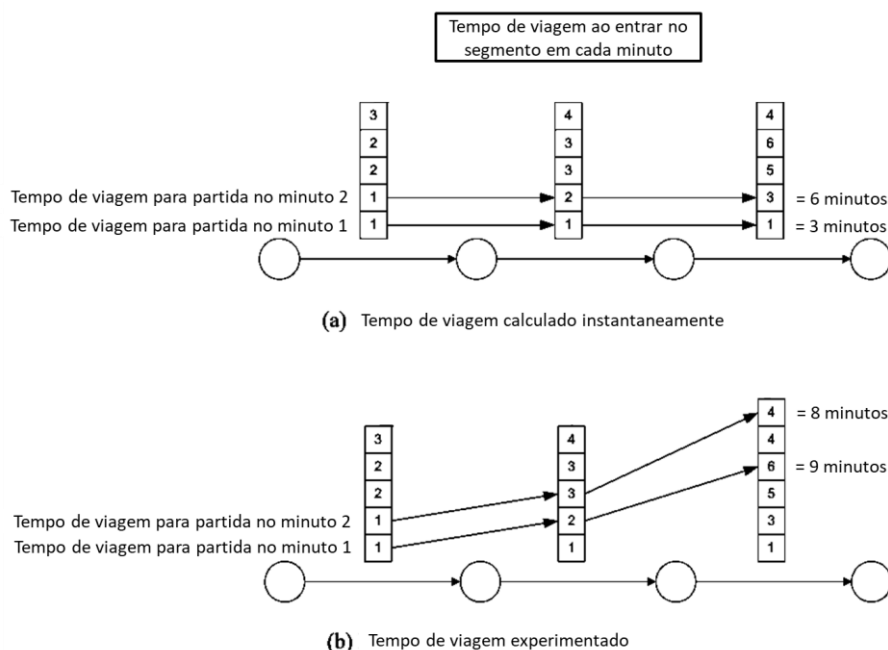 Tempo de viagem ao entrar no
segmento em cada minuto
3 4 4
2 3 6
2 3 5
Tempo de viagem para partida no minuto 2 1 2 3 = 6 minutos
Tempo de viagem para partida no minuto 1 1 1 1 = 3 minutos
(a) Tempo de viagem calculado instantaneamente
4 = 8 minutos
3 4 4
2 3 6 = 9 minutos
2 3 5
Tempo de viagem para partida no minuto 2 1 2 3
Tempo de viagem para partida no minuto 1 1 1 1
(b) Tempo de viagem experimentado